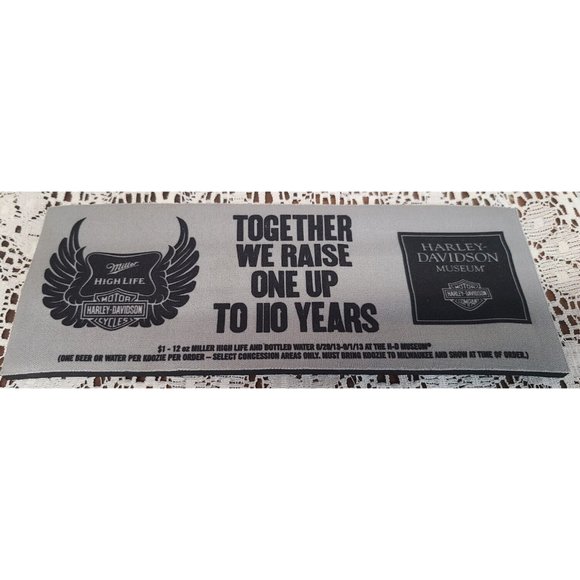 Miller
HIGH LIFE
MOTOR
HARLEY-DAVIDSON
CYCLES
TOGETHER
WE RAISE
ONE UP
TO 110 YEARS
HARLEY-
DAVIDSON
MUSEUM
MOTOR
HARLEY-DAVIDSON
COMPANY
$1 - 12 oz MILLER HIGH LIFE AND BOTTLED WATER 8/29/13-9/1/13 AT THE H-D MUSEUM®
(ONE BEER OR WATER PER KOOZIE PER ORDER – SELECT CONCESSION AREAS ONLY. MUST BRING KOOZIE TO MILWAUKEE AND SHOW AT TIME OF ORDER.)